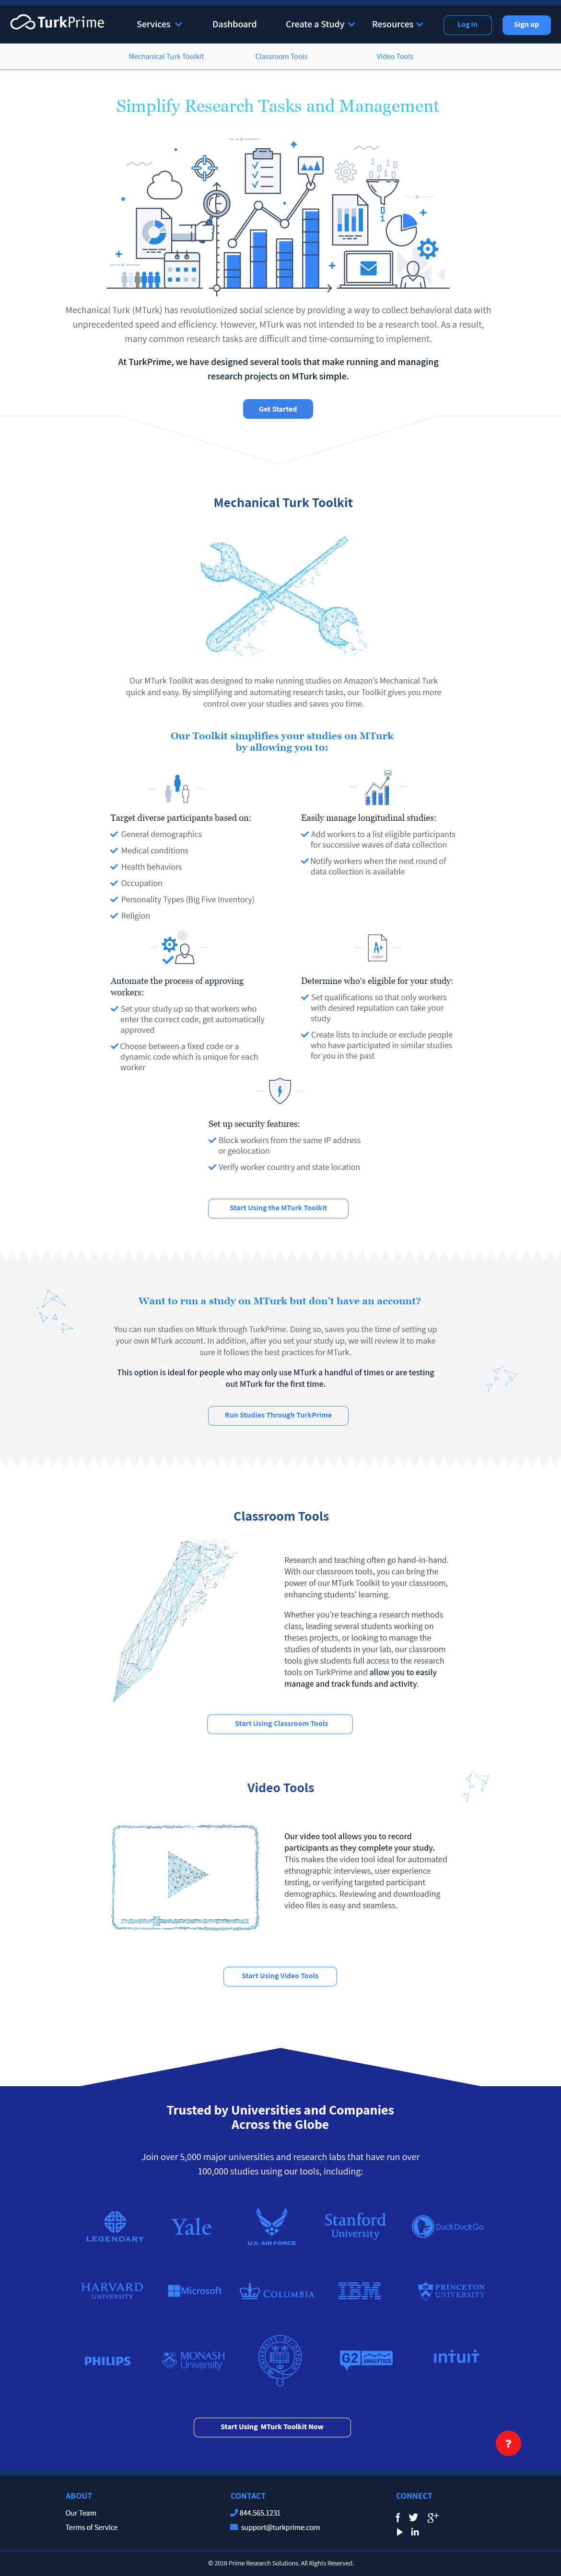 TurkPrime
Services
Dashboard
Create a Study
Resources
Log in
Sign up
Mechanical Turk Toolkit
Classroom Tools
Video Tools
Simplify Research Tasks and Management
Mechanical Turk (MTurk) has revolutionized social science by providing a way to collect behavioral data with
unprecedented speed and efficiency. However, MTurk was not intended to be a research tool. As a result,
many common research tasks are difficult and time-consuming to implement.
At TurkPrime, we have designed several tools that make running and managing
research projects on MTurk simple.
Get Started
Mechanical Turk Toolkit
Our MTurk Toolkit was designed to make running studies on Amazon’s Mechanical Turk
quick and easy. By simplifying and automating research tasks, our Toolkit gives you more
control over your studies and saves you time.
Our Toolkit simplifies your studies on MTurk
by allowing you to:
Target diverse participants based on:
General demographics
Medical conditions
Health behaviors
Occupation
Personality Types (Big Five Inventory)
Religion
Easily manage longitudinal studies:
Add workers to a list eligible participants
for successive waves of data collection
Notify workers when the next round of
data collection is available
Automate the process of approving
workers:
Set your study up so that workers who
enter the correct code, get automatically
approved
Choose between a fixed code or a
dynamic code which is unique for each
worker
A+
Determine who’s eligible for your study:
Set qualifications so that only workers
with desired reputation can take your
study
Create lists to include or exclude people
who have participated in similar studies
for you in the past
Set up security features:
Block workers from the same IP address
or geolocation
Verify worker country and state location
Start Using the MTurk Toolkit
Want to run a study on MTurk but don’t have an account?
You can run studies on Mturk through TurkPrime. Doing so, saves you the time of setting up
your own MTurk account. In addition, after you set your study up, we will review it to make
sure it follows the best practices for MTurk.
This option is ideal for people who may only use MTurk a handful of times or are testing
out MTurk for the first time.
Run Studies Through TurkPrime
Classroom Tools
Research and teaching often go hand-in-hand.
With our classroom tools, you can bring the
power of our MTurk Toolkit to your classroom,
enhancing students’ learning.
Whether you’re teaching a research methods
class, leading several students working on
theses projects, or looking to manage the
studies of students in your lab, our classroom
tools give students full access to the research
tools on TurkPrime and allow you to easily
manage and track funds and activity.
Start Using Classroom Tools
Video Tools
Our video tool allows you to record
participants as they complete your study.
This makes the video tool ideal for automated
ethnographic interviews, user experience
testing, or verifying targeted participant
demographics. Reviewing and downloading
video files is easy and seamless.
Start Using Video Tools
Trusted by Universities and Companies
Across the Globe
Join over 5,000 major universities and research labs that have run over
100,000 studies using our tools, including:
LEGENDARY
Yale
U.S. AIR FORCE
Stanford
University
DuckDuckGo
HARVARD
UNIVERSITY
Microsoft
COLUMBIA
IBM
PRINCETON
UNIVERSITY
PHILIPS
MONASH
University
G2
ANALYTICS
intuit
Start Using MTurk Toolkit Now
?
ABOUT
Our Team
Terms of Service
CONTACT
844.565.1231
support@turkprime.com
CONNECT
© 2018 Prime Research Solutions. All Rights Reserved.